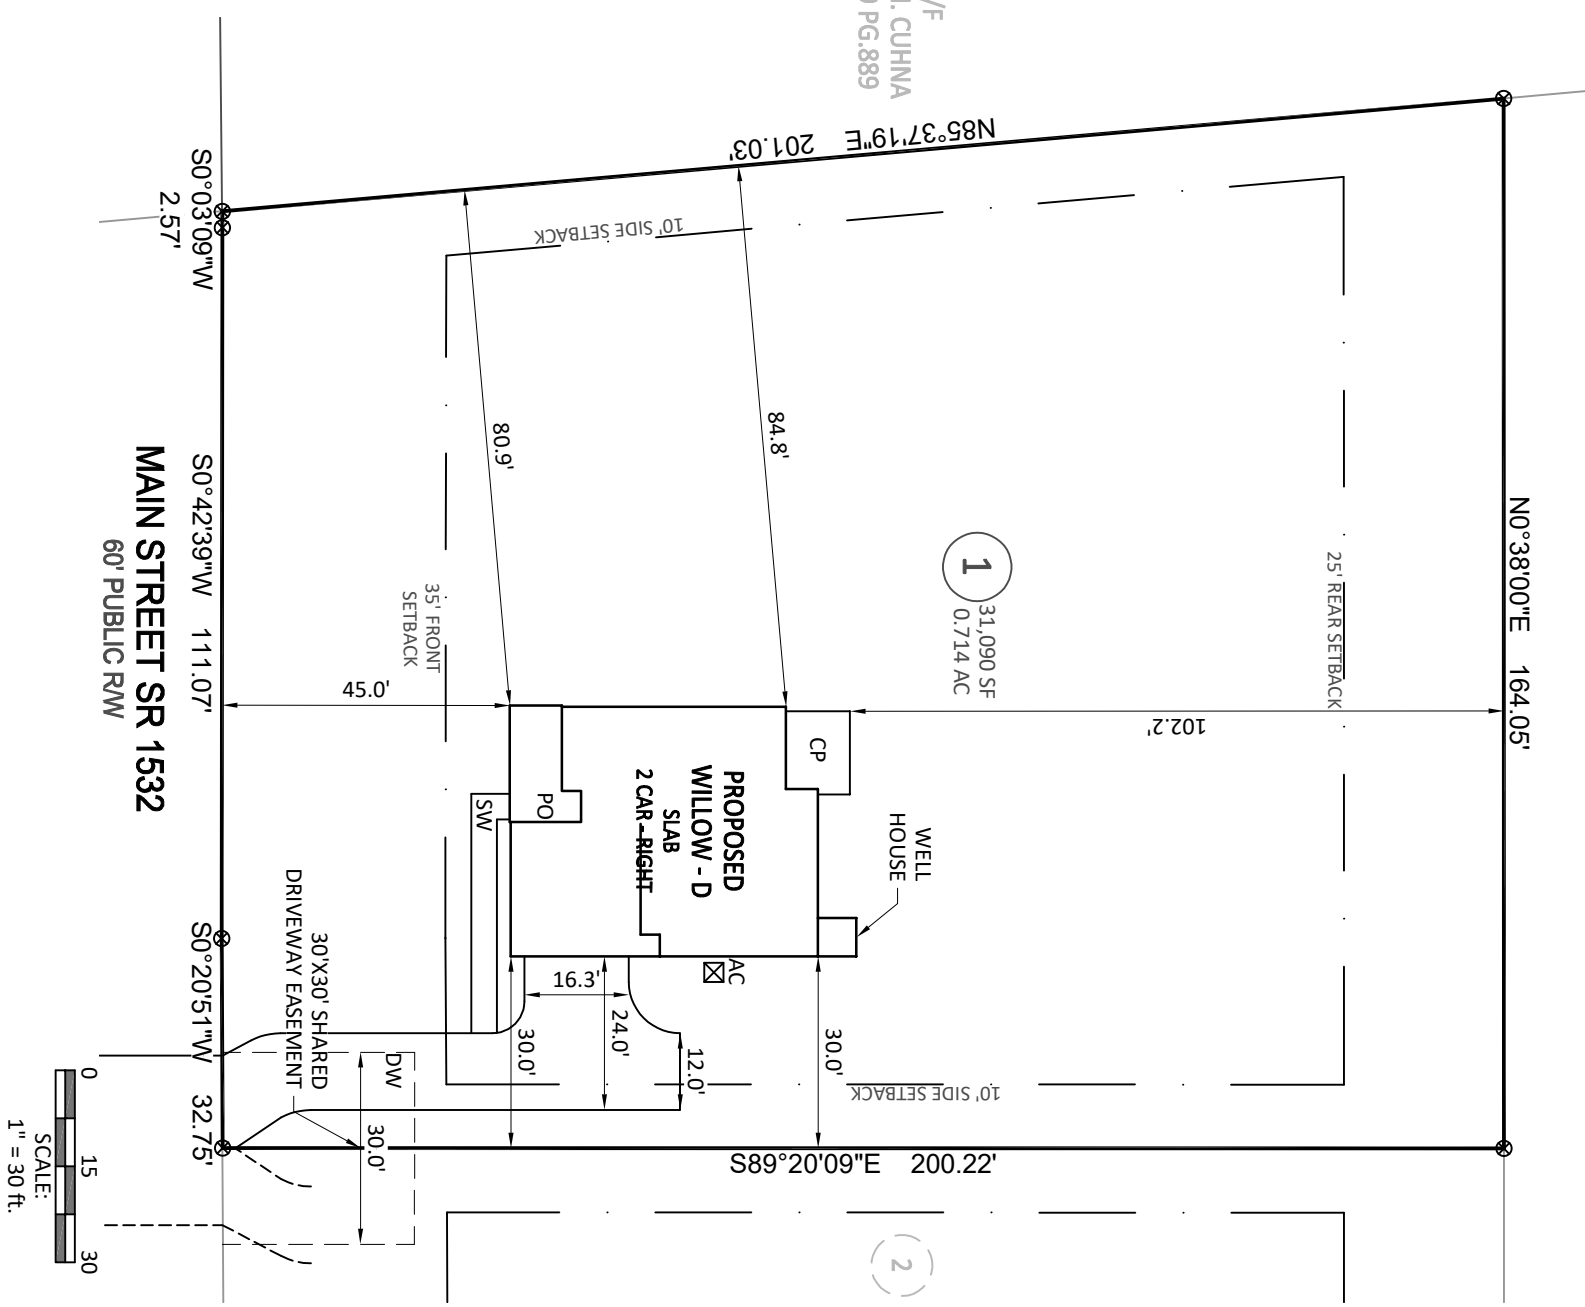 /F
. CUHNA
PG.889
N85°37'19"E 201.03'
10' SIDE SETBACK
S0°03'09"W
2.57'
80.9'
84.8'
N0°38'00"E 164.05'
25' REAR SETBACK
1
31,090 SF
0.714 AC
S0°42'39"W 111.07'
MAIN STREET SR 1532
60' PUBLIC R/W
35' FRONT
SETBACK
45.0'
102.2'
CP
PROPOSED
WILLOW - D
SLAB
2 CAR - RIGHT
PO
SW
WELL
HOUSE
AC
16.3'
24.0'
30.0'
12.0'
30.0'
10' SIDE SETBACK
S0°20'51"W 32.75'
30'X30' SHARED
DRIVEWAY EASEMENT
DW
30.0'
S89°20'09"E 200.22'
2
0 15 30
SCALE:
1" = 30 ft.